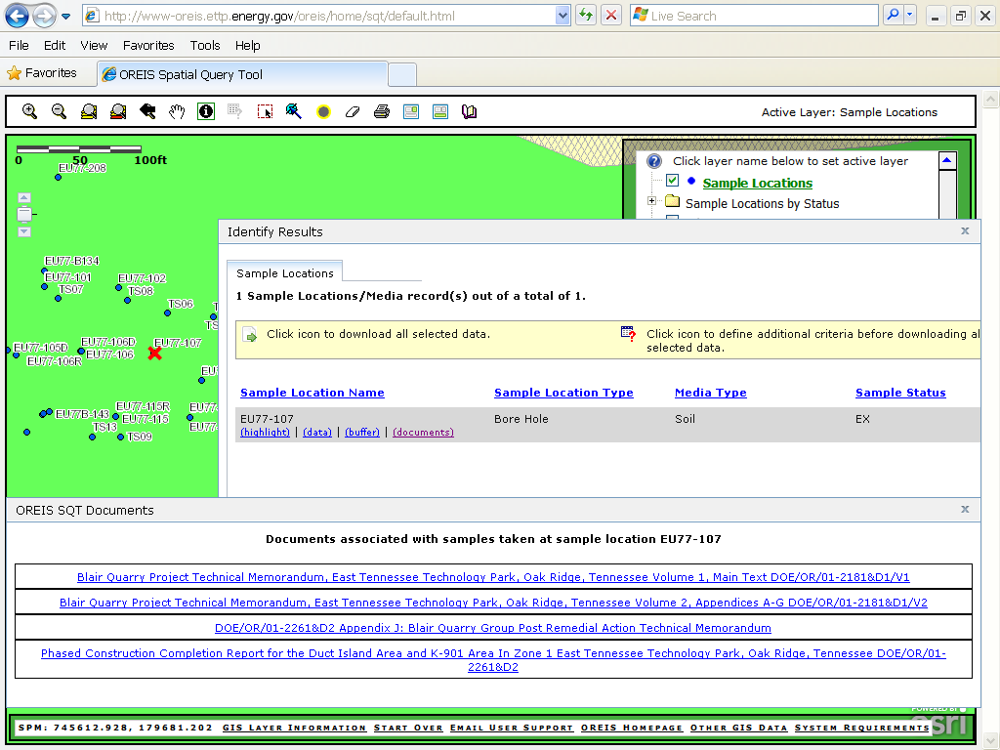 http://www-oreis.ettp.energy.gov/oreis/home/sqt/default.html
Live Search
File Edit View Favorites Tools Help
Favorites
OREIS Spatial Query Tool
Active Layer: Sample Locations
0 50 100ft
EU77-208
Click layer name below to set active layer
Sample Locations
Sample Locations by Status
Identify Results x
EU77-B134
EU77-101
TS07
EU77-102
TS08
TS06
TS
EU77-105D
EU77-106R
EU77-106D
EU77-106
EU77-107
EU
EU77B-143
EU77-115R
EU77-115
TS13
TS09
EU77-
EU77-
Sample Locations
1 Sample Locations/Media record(s) out of a total of 1.
Click icon to download all selected data.
Click icon to define additional criteria before downloading al
selected data.
Sample Location Name Sample Location Type Media Type Sample Status
EU77-107 Bore Hole Soil EX
(highlight) | (data) | (buffer) | (documents)
OREIS SQT Documents x
Documents associated with samples taken at sample location EU77-107
Blair Quarry Project Technical Memorandum, East Tennessee Technology Park, Oak Ridge, Tennessee Volume 1, Main Text DOE/OR/01-2181&D1/V1
Blair Quarry Project Technical Memorandum, East Tennessee Technology Park, Oak Ridge, Tennessee Volume 2, Appendices A-G DOE/OR/01-2181&D1/V2
DOE/OR/01-2261&D2 Appendix J: Blair Quarry Group Post Remedial Action Technical Memorandum
Phased Construction Completion Report for the Duct Island Area and K-901 Area In Zone 1 East Tennessee Technology Park, Oak Ridge, Tennessee DOE/OR/01-
2261&D2
POWERED BY
esri
SPM: 745612.928, 179681.202 GIS Layer Information Start Over Email User Support OREIS Homepage Other GIS Data System Requirements